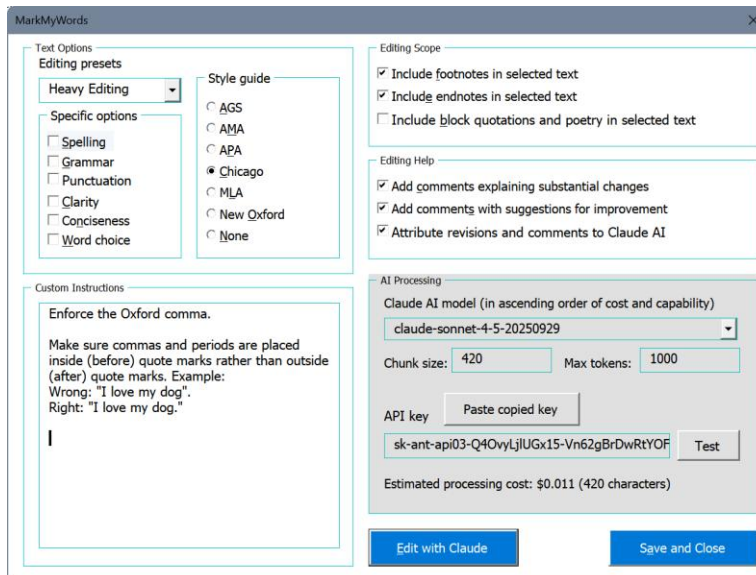 MarkMyWords
Text Options
Editing presets
Heavy Editing
Specific options
Spelling
Grammar
Punctuation
Clarity
Conciseness
Word choice
Style guide
AGS
AMA
APA
Chicago
MLA
New Oxford
None
Custom Instructions
Enforce the Oxford comma.
Make sure commas and periods are placed
inside (before) quote marks rather than outside
(after) quote marks. Example:
Wrong: "I love my dog".
Right: "I love my dog."
Editing Scope
Include footnotes in selected text
Include endnotes in selected text
Include block quotations and poetry in selected text
Editing Help
Add comments explaining substantial changes
Add comments with suggestions for improvement
Attribute revisions and comments to Claude AI
AI Processing
Claude AI model (in ascending order of cost and capability)
claude-sonnet-4-5-20250929
Chunk size: 420 Max tokens: 1000
API key Paste copied key
sk-ant-api03-Q4OvyLjlUGx15-Vn62gBrDwRtYOF Test
Estimated processing cost: $0.011 (420 characters)
Edit with Claude Save and Close